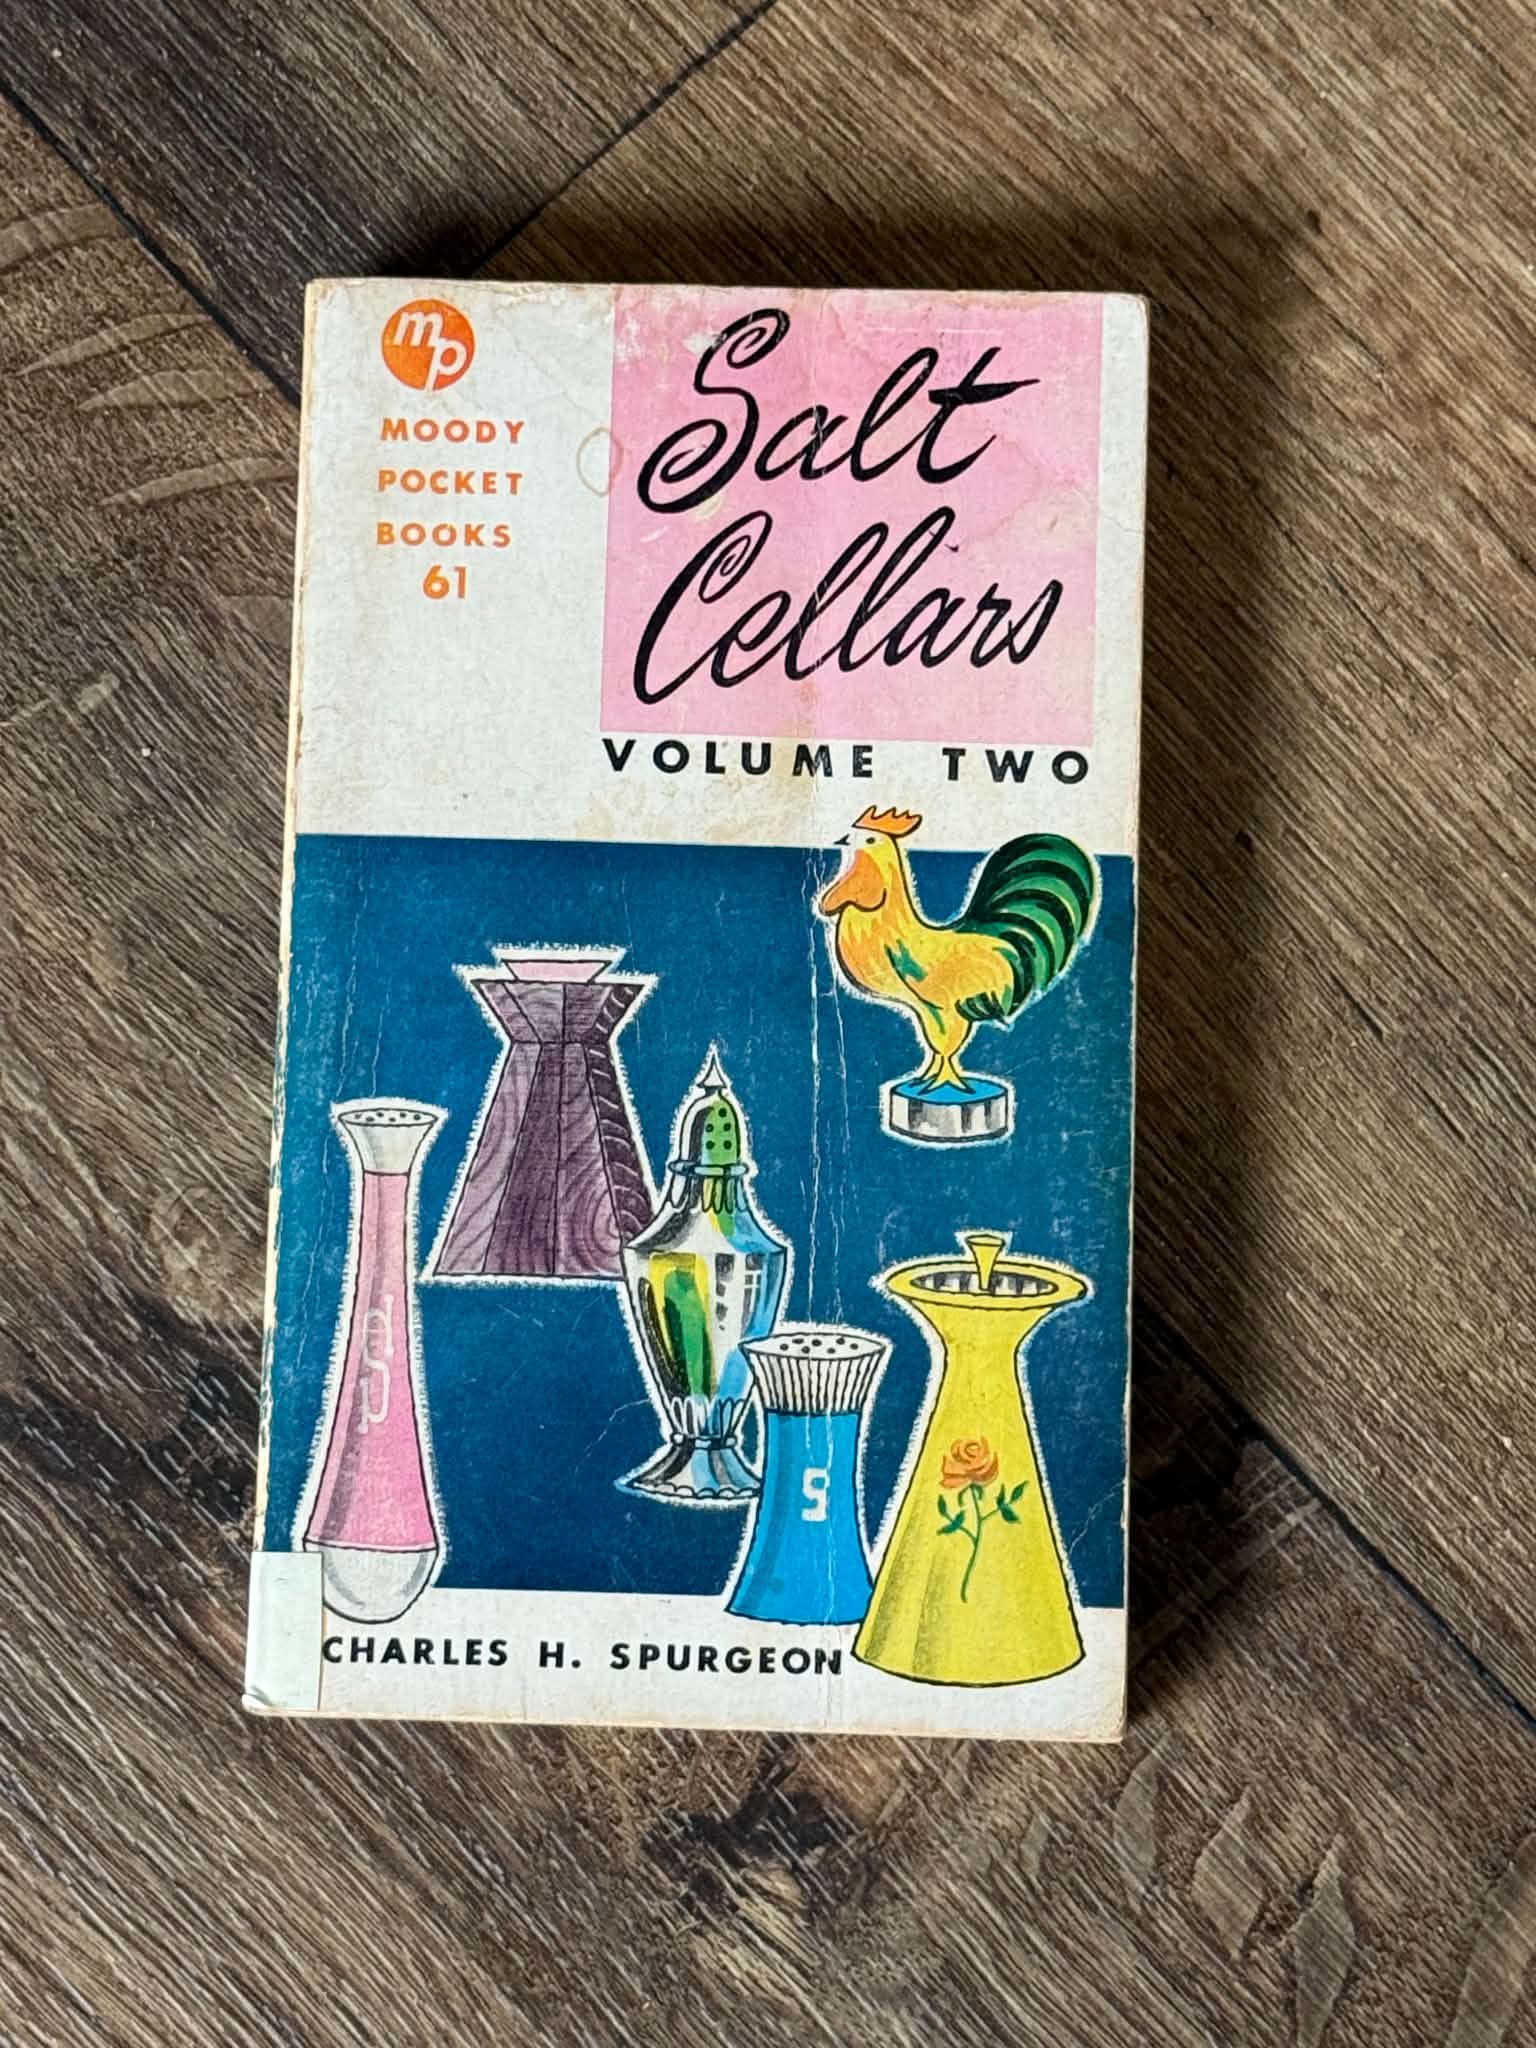 mp
MOODY
POCKET
BOOKS
61
Salt
Cellars
VOLUME TWO
S
S
CHARLES H. SPURGEON